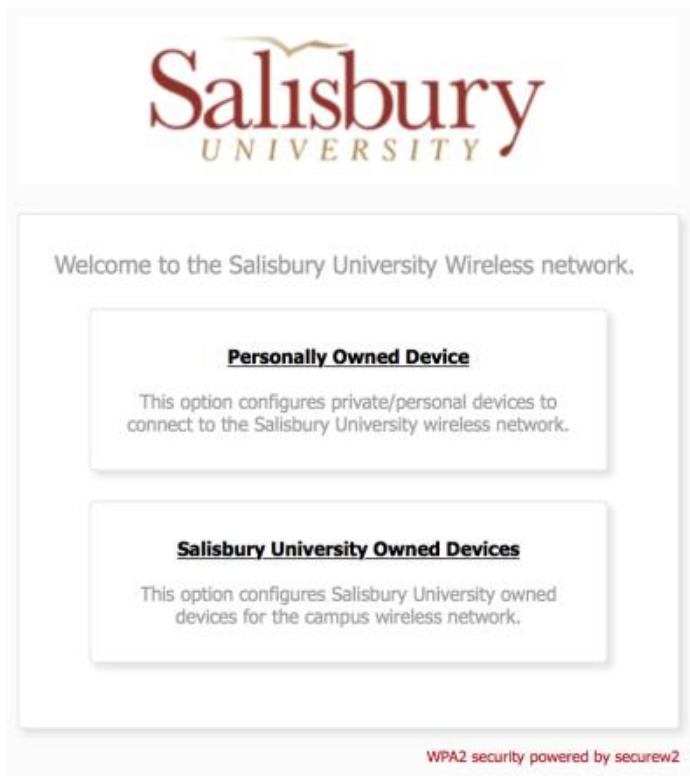 Salisbury
UNIVERSITY
Welcome to the Salisbury University Wireless network.
Personally Owned Device
This option configures private/personal devices to
connect to the Salisbury University wireless network.
Salisbury University Owned Devices
This option configures Salisbury University owned
devices for the campus wireless network.
WPA2 security powered by securew2